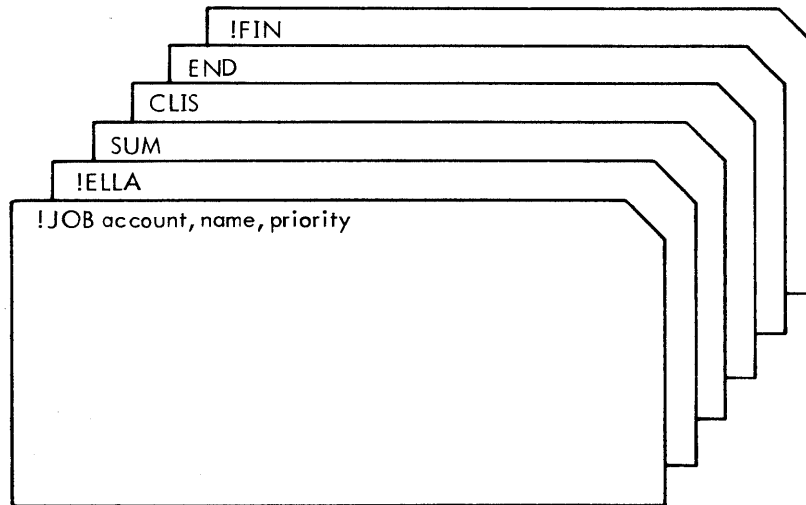 !FIN
END
CLIS
SUM
!ELLA
!JOB account, name, priority